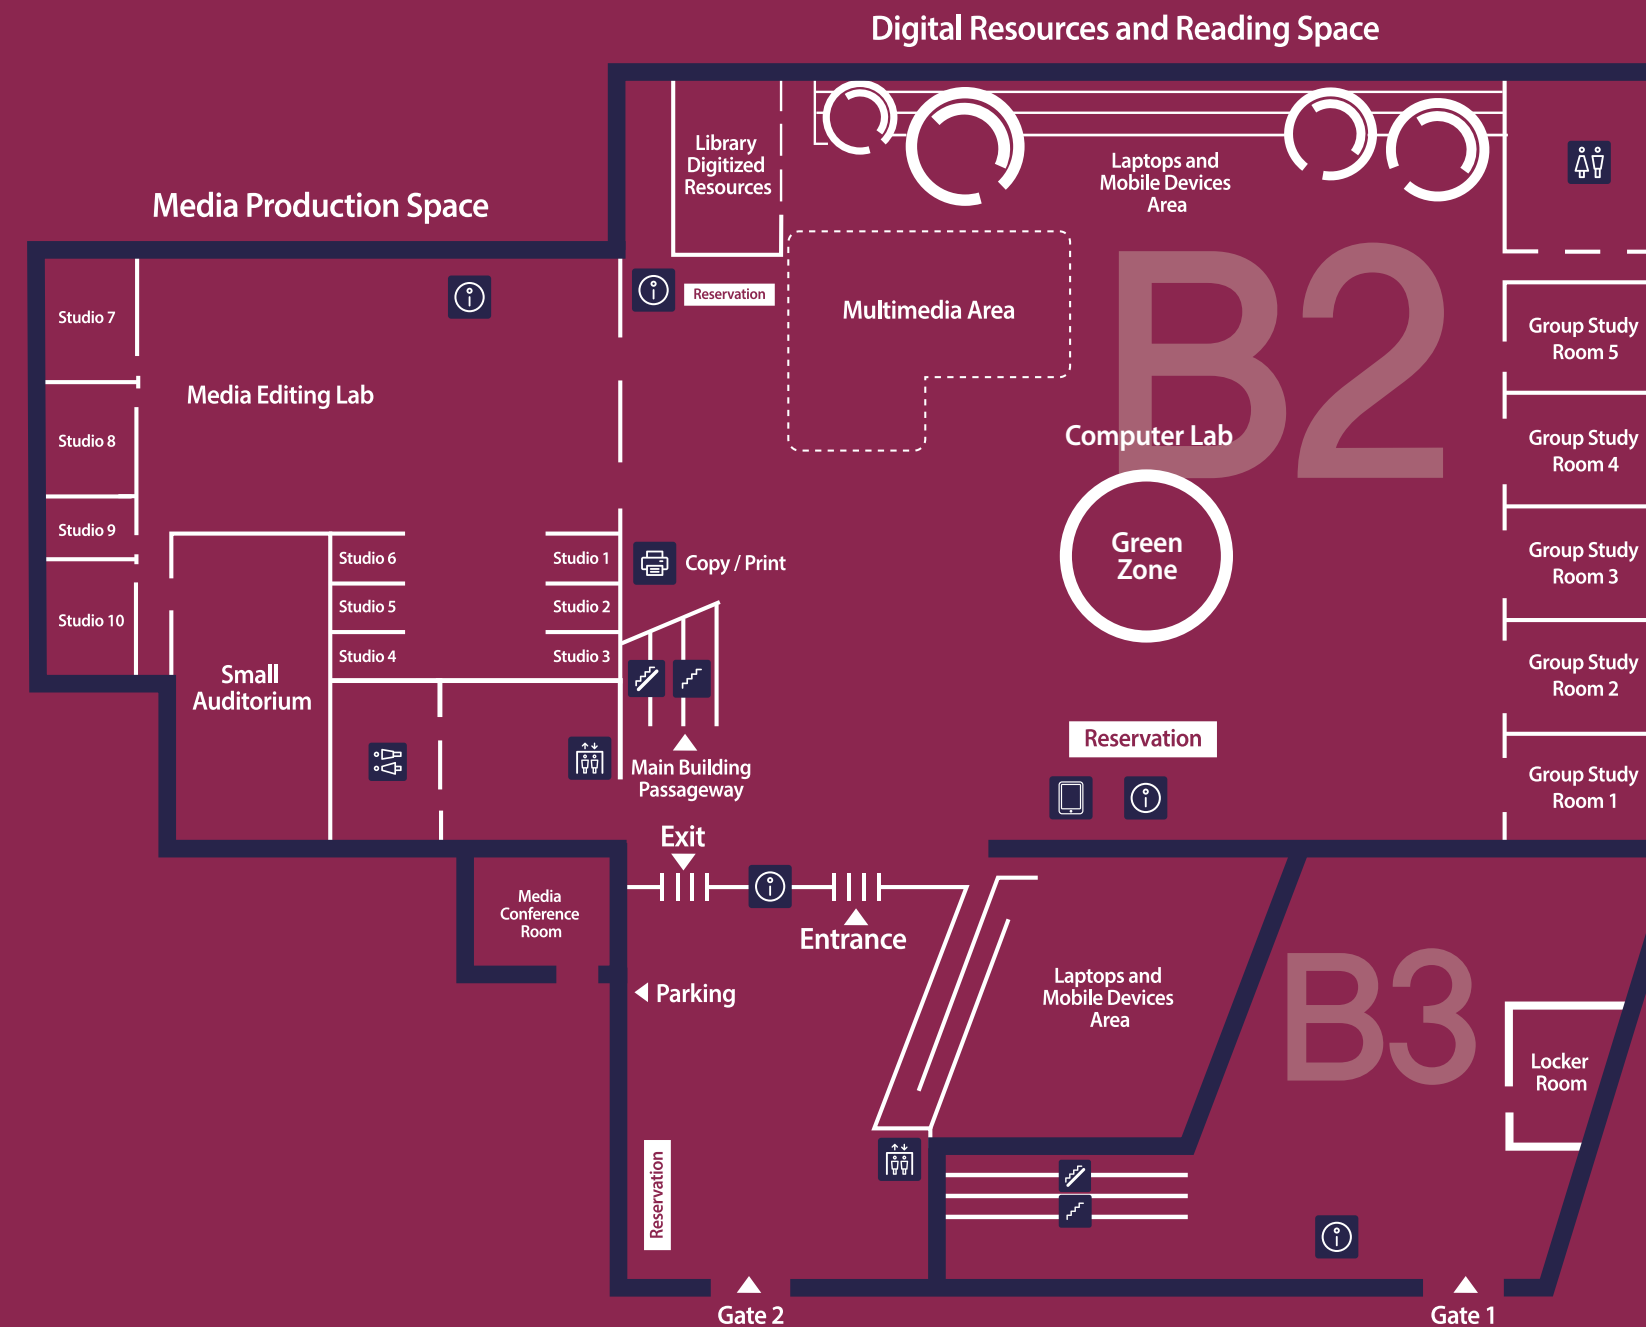 Digital Resources and Reading Space
Library
Digitized
Resources
Laptops and
Mobile Devices
Area
Media Production Space
Studio 7
Reservation
Multimedia Area
B2
Group Study
Room 5
Media Editing Lab
Studio 8
Computer Lab
Group Study
Room 4
Studio 9
Studio 6
Studio 1
Copy / Print
Green
Zone
Group Study
Room 3
Studio 10
Studio 5
Studio 2
Studio 4
Studio 3
Small
Auditorium
Group Study
Room 2
Main Building
Passageway
Reservation
Group Study
Room 1
Exit
Media
Conference
Room
Entrance
Parking
Laptops and
Mobile Devices
Area
B3
Locker
Room
Reservation
Gate 2
Gate 1